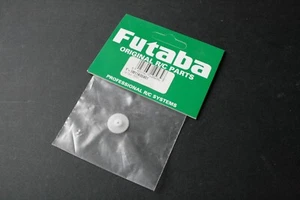 Futaba
ORIGINAL R/C PARTS
PROFESSIONAL R/C SYSTEMS